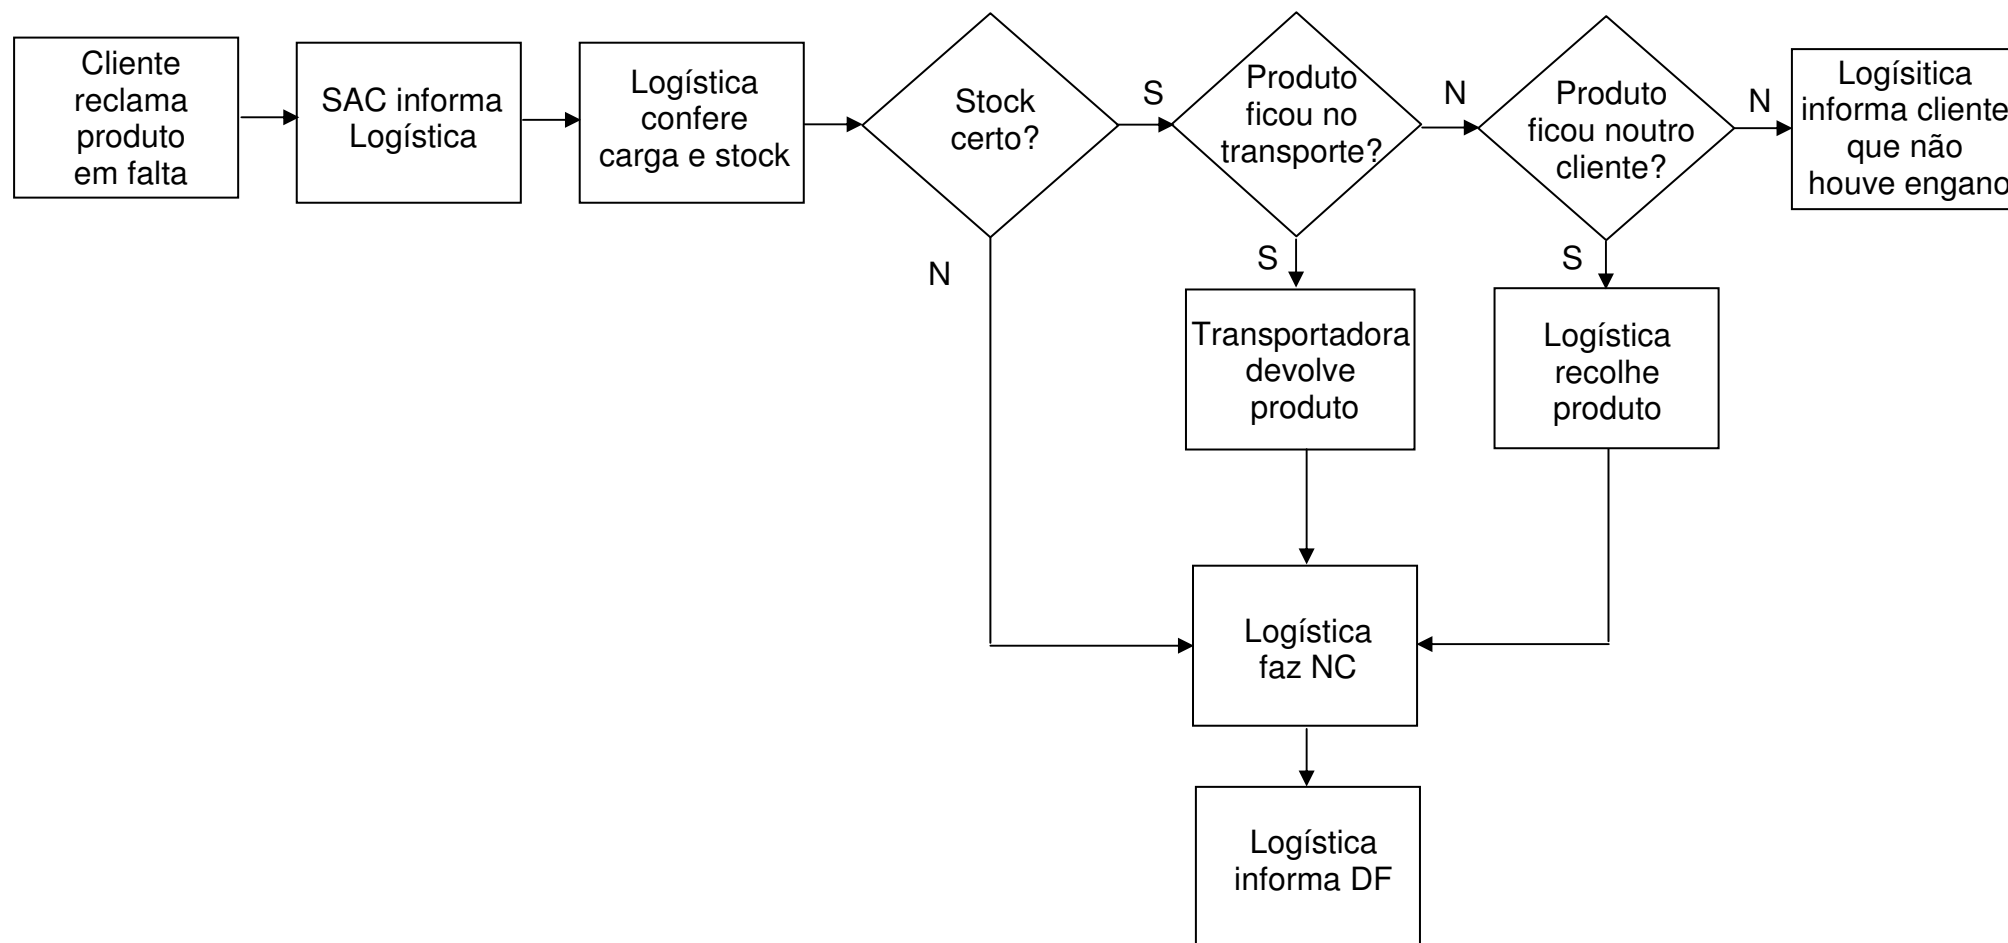 Cliente
reclama
produto
em falta
SAC informa
Logística
Logística
confere
carga e stock
Stock
certo?
S
N
Produto
ficou no
transporte?
N
S
Produto
ficou noutro
cliente?
N
S
Logísitica
informa cliente
que não
houve engano
Transportadora
devolve
produto
Logística
recolhe
produto
Logística
faz NC
Logística
informa DF